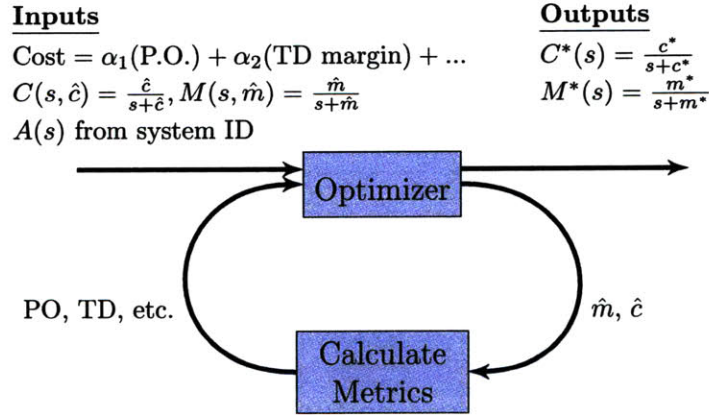 Inputs
Cost = α₁(P.O.) + α₂(TD margin) + ...
C(s, ĉ) = ĉ/(s+ĉ), M(s, m̂) = m̂/(s+m̂)
A(s) from system ID
Outputs
C*(s) = c*/(s+c*)
M*(s) = m*/(s+m*)
Optimizer
PO, TD, etc.
m̂, ĉ
Calculate
Metrics